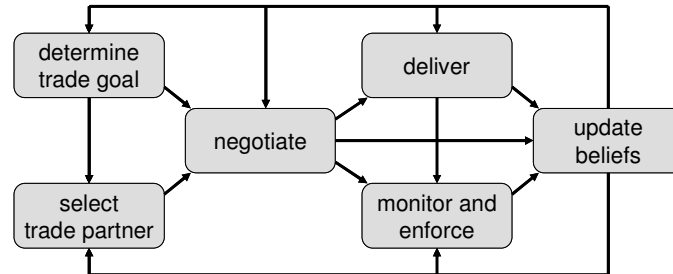 determine
trade goal
deliver
negotiate
update
beliefs
select
trade partner
monitor and
enforce